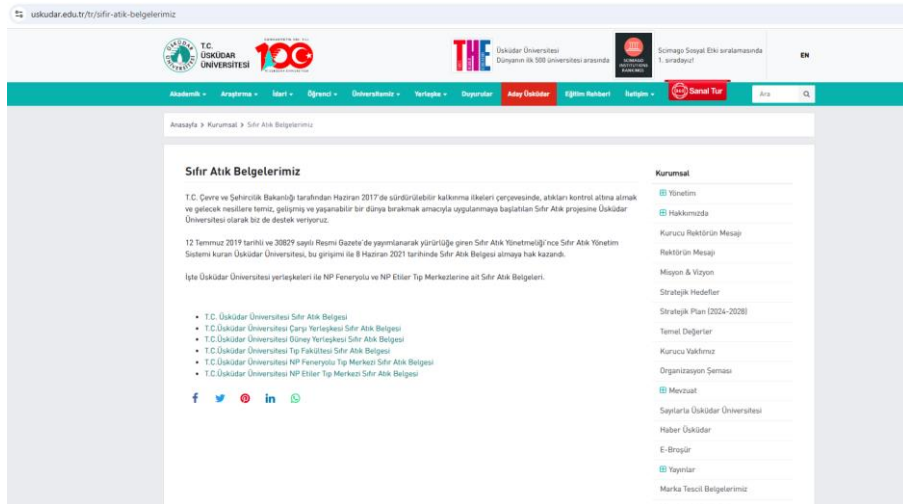 uskudar.edu.tr/tr/sifir-atik-belgelerimiz
T.C.
ÜSKÜDAR
ÜNİVERSİTESİ
100
THE
Üsküdar Üniversitesi
Dünyanın ilk 500 üniversitesi arasında
Scimago Sosyal Etki sıralamasında
1. sıradayız!
EN
Akademik
Araştırma
İdari
Öğrenci
Üniversitemiz
Yerleşke
Duyurular
Aday Üsküdar
Eğitim Rehberi
İletişim
Sanal Tur
Ara
Anasayfa > Kurumsal > Sıfır Atık Belgelerimiz
Sıfır Atık Belgelerimiz
T.C. Çevre ve Şehircilik Bakanlığı tarafından Haziran 2017'de sürdürülebilir kalkınma ilkeleri çerçevesinde, atıkları kontrol altına almak
ve gelecek nesillere temiz, gelişmiş ve yaşanabilir bir dünya bırakmak amacıyla uygulanmaya başlatılan Sıfır Atık projesine Üsküdar
Üniversitesi olarak biz de destek veriyoruz.
12 Temmuz 2019 tarihli ve 30829 sayılı Resmi Gazete'de yayımlanarak yürürlüğe giren Sıfır Atık Yönetmeliği'nce Sıfır Atık Yönetim
Sistemi kuran Üsküdar Üniversitesi, bu girişimi ile 8 Haziran 2021 tarihinde Sıfır Atık Belgesi almaya hak kazandı.
İşte Üsküdar Üniversitesi yerleşkeleri ile NP Feneryolu ve NP Etiler Tıp Merkezlerine ait Sıfır Atık Belgeleri.
T.C. Üsküdar Üniversitesi Sıfır Atık Belgesi
T.C.Üsküdar Üniversitesi Çarşı Yerleşkesi Sıfır Atık Belgesi
T.C.Üsküdar Üniversitesi Güney Yerleşkesi Sıfır Atık Belgesi
T.C.Üsküdar Üniversitesi Tıp Fakültesi Sıfır Atık Belgesi
T.C.Üsküdar Üniversitesi NP Feneryolu Tıp Merkezi Sıfır Atık Belgesi
T.C.Üsküdar Üniversitesi NP Etiler Tıp Merkezi Sıfır Atık Belgesi
Kurumsal
Yönetim
Hakkımızda
Kurucu Rektörün Mesajı
Rektörün Mesajı
Misyon & Vizyon
Stratejik Hedefler
Stratejik Plan (2024-2028)
Temel Değerler
Kurucu Vakfımız
Organizasyon Şeması
Mevzuat
Sayılarla Üsküdar Üniversitesi
Haber Üsküdar
E-Broşür
Yayınlar
Marka Tescil Belgelerimiz